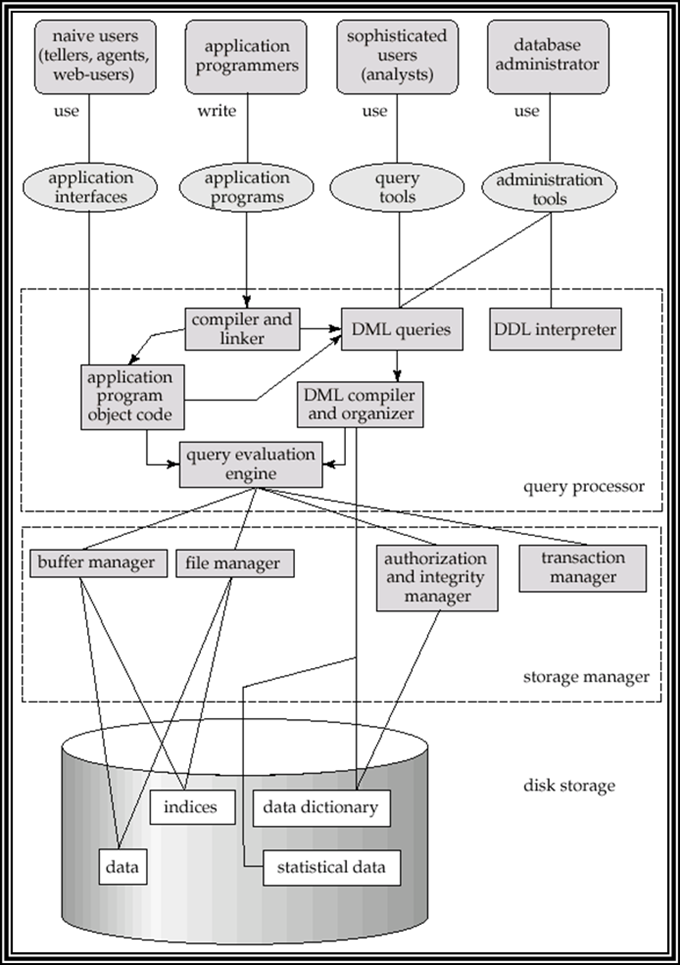 naive users
(tellers, agents,
web-users)
application
programmers
sophisticated
users
(analysts)
database
administrator
use
write
use
use
application
interfaces
application
programs
query
tools
administration
tools
compiler and
linker
DML queries
DDL interpreter
application
program
object code
DML compiler
and organizer
query evaluation
engine
query processor
buffer manager
file manager
authorization
and integrity
manager
transaction
manager
storage manager
disk storage
indices
data dictionary
data
statistical data